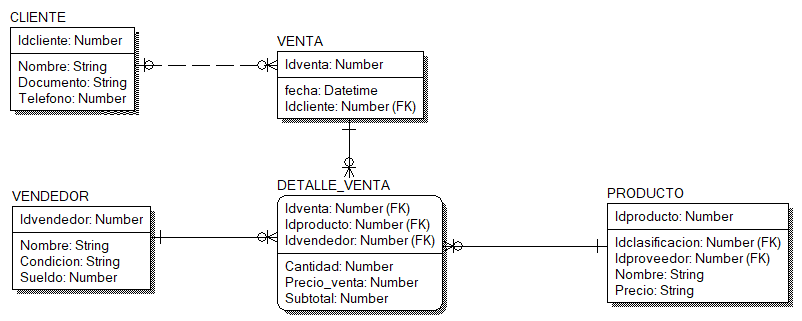 CLIENTE
Idcliente: Number
Nombre: String
Documento: String
Telefono: Number
VENTA
Idventa: Number
fecha: Datetime
Idcliente: Number (FK)
VENDEDOR
Idvendedor: Number
Nombre: String
Condicion: String
Sueldo: Number
DETALLE_VENTA
Idventa: Number (FK)
Idproducto: Number (FK)
Idvendedor: Number (FK)
Cantidad: Number
Precio_venta: Number
Subtotal: Number
PRODUCTO
Idproducto: Number
Idclasificacion: Number (FK)
Idproveedor: Number (FK)
Nombre: String
Precio: String